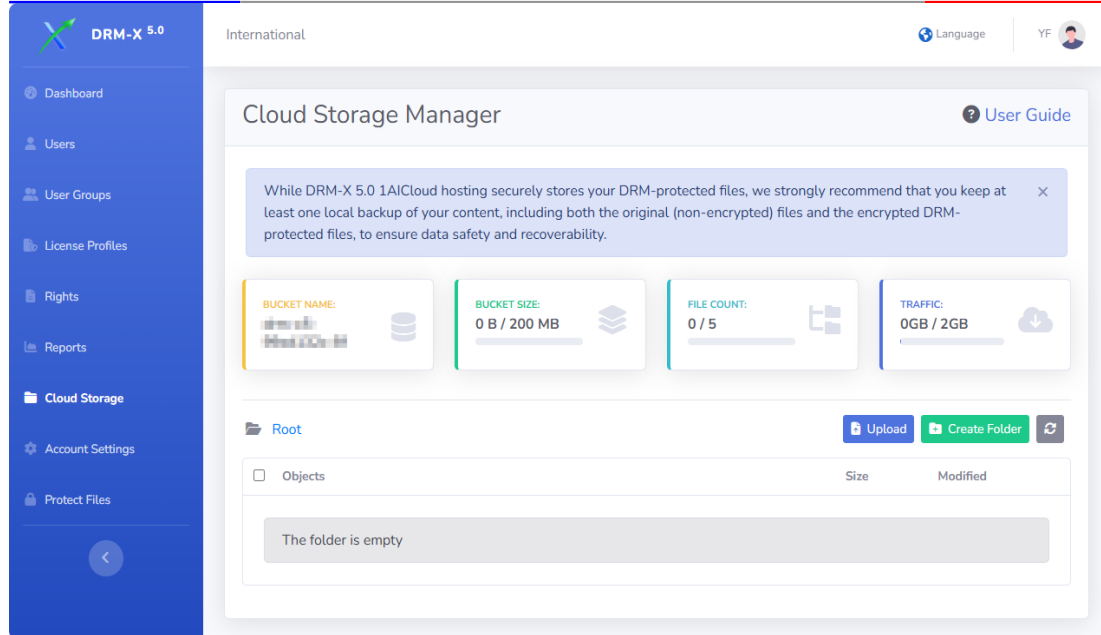 DRM-X 5.0
International
Language
YF
Dashboard
Users
User Groups
License Profiles
Rights
Reports
Cloud Storage
Account Settings
Protect Files
Cloud Storage Manager
User Guide
While DRM-X 5.0 1AICloud hosting securely stores your DRM-protected files, we strongly recommend that you keep at
least one local backup of your content, including both the original (non-encrypted) files and the encrypted DRM-
protected files, to ensure data safety and recoverability.
BUCKET NAME:
BUCKET SIZE:
0 B / 200 MB
FILE COUNT:
0 / 5
TRAFFIC:
0GB / 2GB
Root
Upload
Create Folder
Objects
Size
Modified
The folder is empty